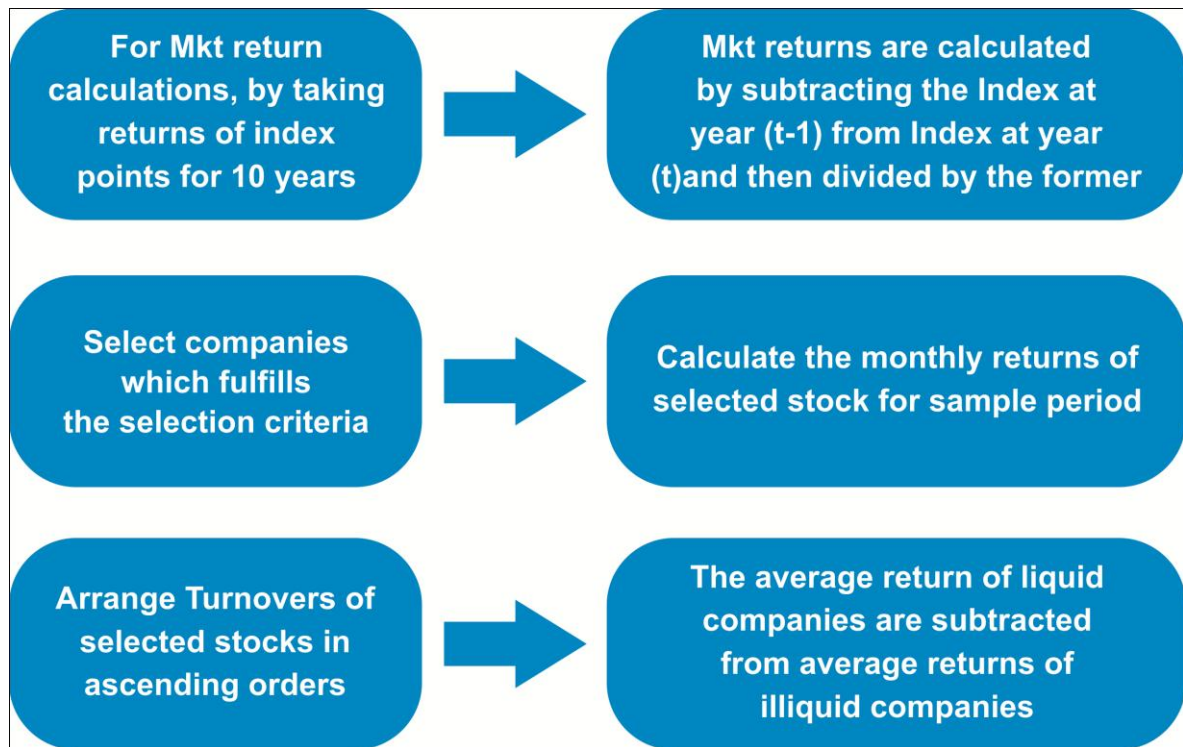 For Mkt return
calculations, by taking
returns of index
points for 10 years
Mkt returns are calculated
by subtracting the Index at
year (t-1) from Index at year
(t)and then divided by the former
Select companies
which fulfills
the selection criteria
Calculate the monthly returns of
selected stock for sample period
Arrange Turnovers of
selected stocks in
ascending orders
The average return of liquid
companies are subtracted
from average returns of
illiquid companies